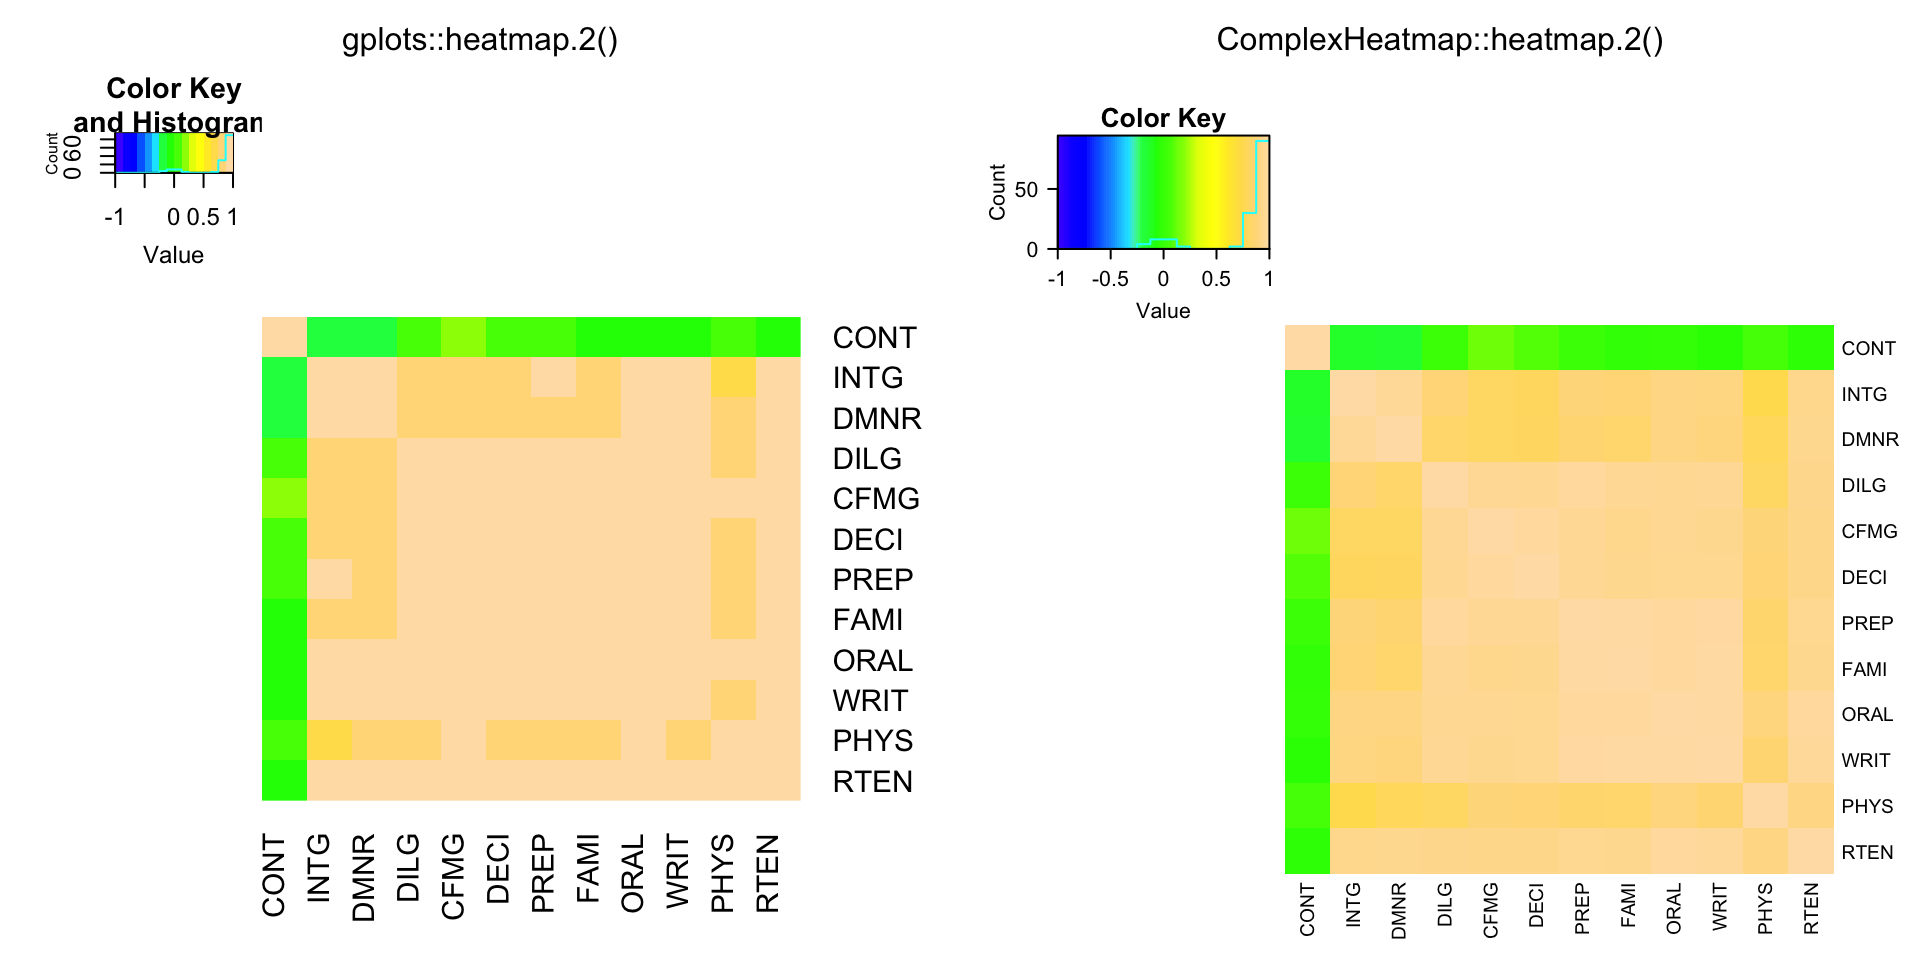 gplots::heatmap.2()
Color Key
and Histogran
Count
0 60
-1 0 0.5 1
Value
CONT
INTG
DMNR
DILG
CFMG
DECI
PREP
FAMI
ORAL
WRIT
PHYS
RTEN
CONT INTG DMNR DILG CFMG DECI PREP FAMI ORAL WRIT PHYS RTEN
ComplexHeatmap::heatmap.2()
Color Key
Count
50
0
-1 -0.5 0 0.5 1
Value
CONT
INTG
DMNR
DILG
CFMG
DECI
PREP
FAMI
ORAL
WRIT
PHYS
RTEN
CONT INTG DMNR DILG CFMG DECI PREP FAMI ORAL WRIT PHYS RTEN